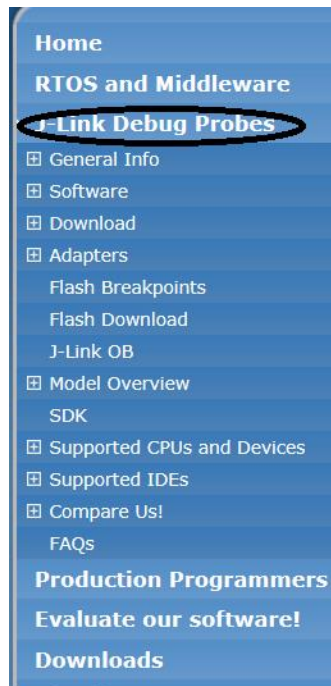 Home
RTOS and Middleware
J-Link Debug Probes
General Info
Software
Download
Adapters
Flash Breakpoints
Flash Download
J-Link OB
Model Overview
SDK
Supported CPUs and Devices
Supported IDEs
Compare Us!
FAQs
Production Programmers
Evaluate our software!
Downloads